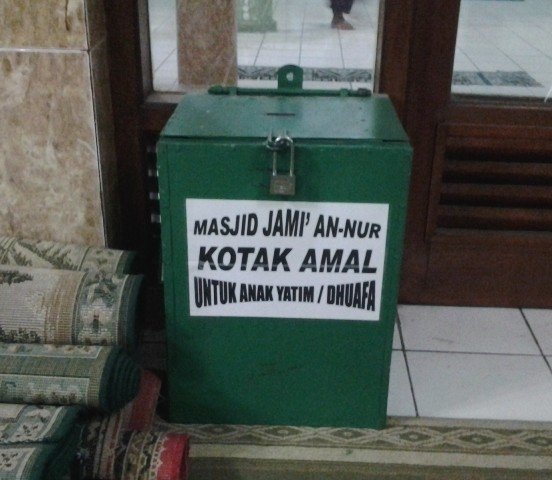 MASJID JAMI' AN-NUR
KOTAK AMAL
UNTUK ANAK YATIM / DHUAFA